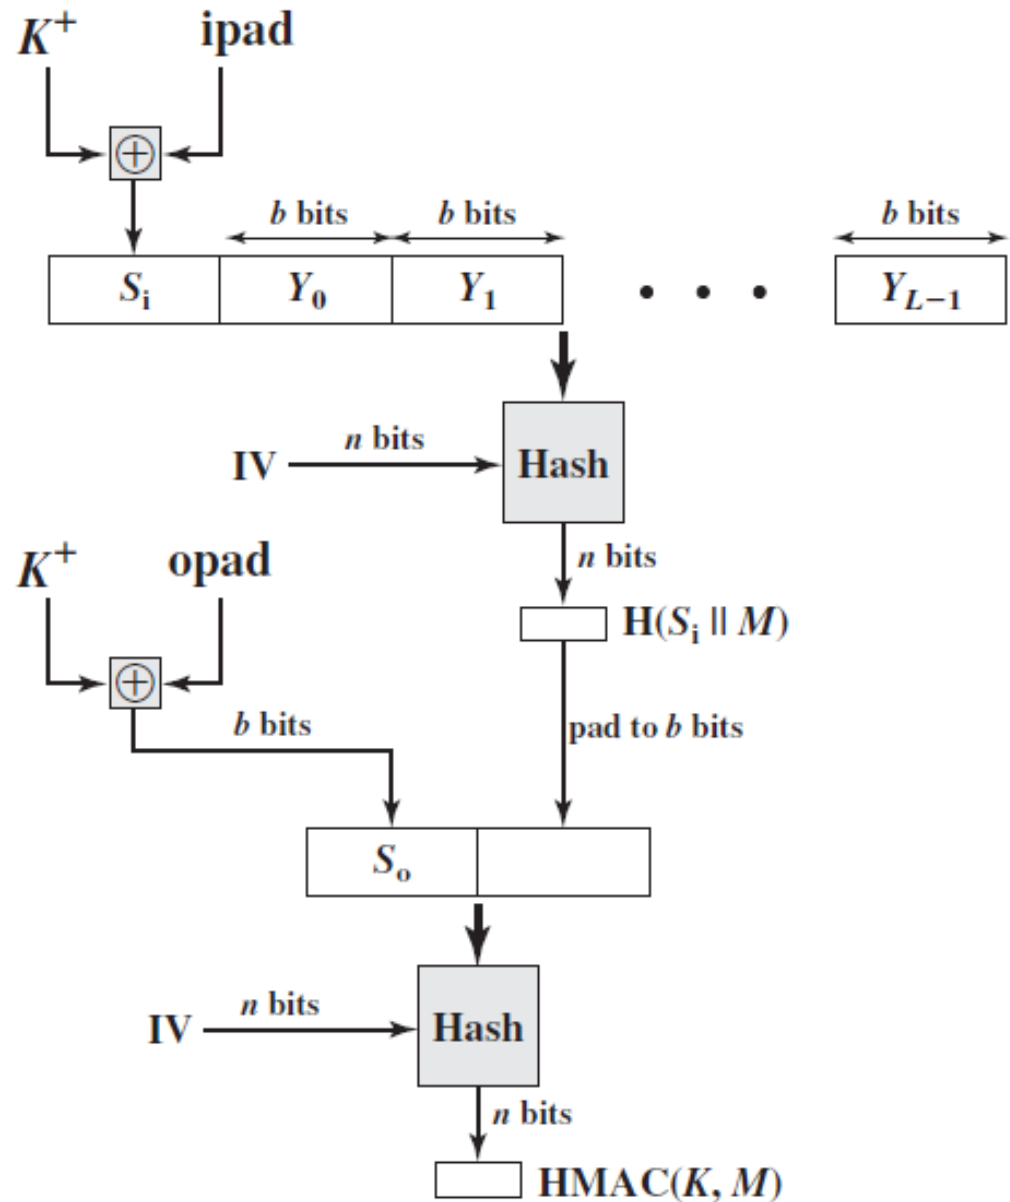 K⁺ ipad
⊕
b bits b bits b bits
Sᵢ Y₀ Y₁ • • • Y_{L−1}
n bits
IV Hash
K⁺ opad
n bits
H(Sᵢ || M)
⊕
b bits
pad to b bits
Sₒ
n bits
IV Hash
n bits
HMAC(K, M)